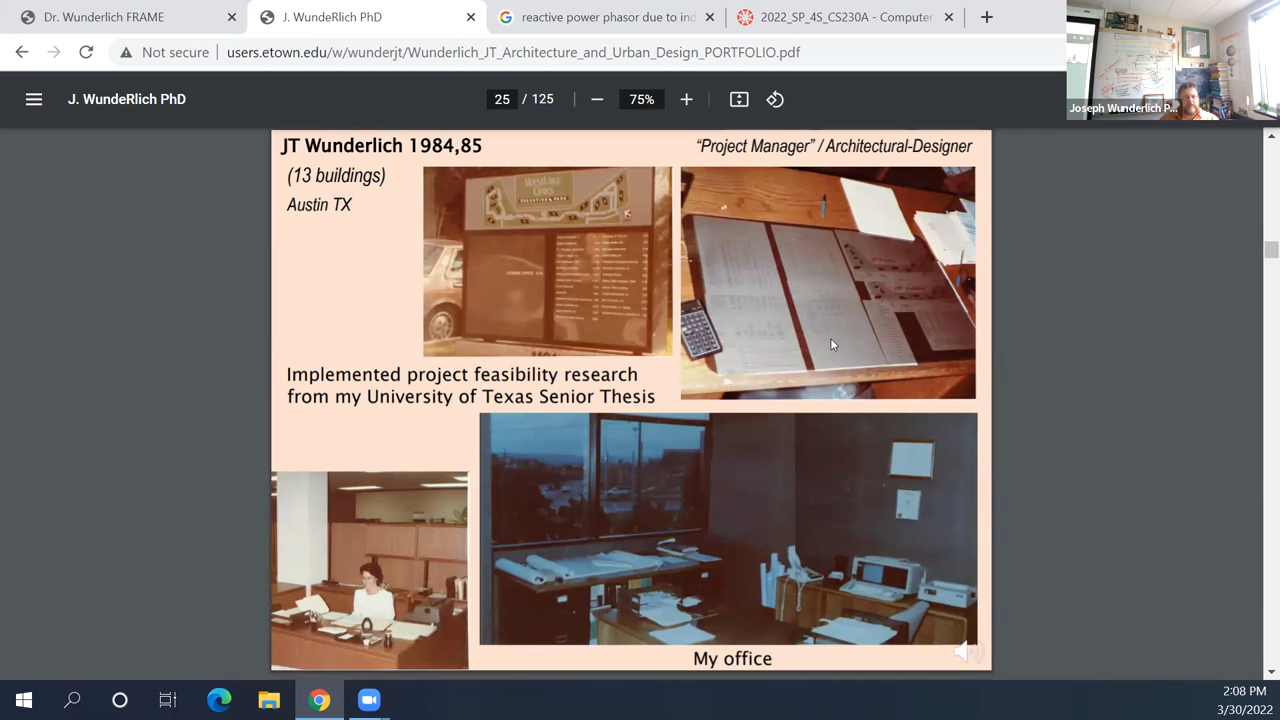 Dr. Wunderlich FRAME
J. WundeRlich PhD
reactive power phasor due to ind
2022_SP_4S_CS230A - Computer
Not secure
users.etown.edu/w/wunderjt/Wunderlich_JT_Architecture_and_Urban_Design_PORTFOLIO.pdf
Joseph Wunderlich P...
J. WundeRlich PhD
25 / 125
75%
JT Wunderlich 1984,85
"Project Manager" / Architectural-Designer
(13 buildings)
Austin TX
WESTLAKE
OAKS
Implemented project feasibility research
from my University of Texas Senior Thesis
My office
2:08 PM
3/30/2022